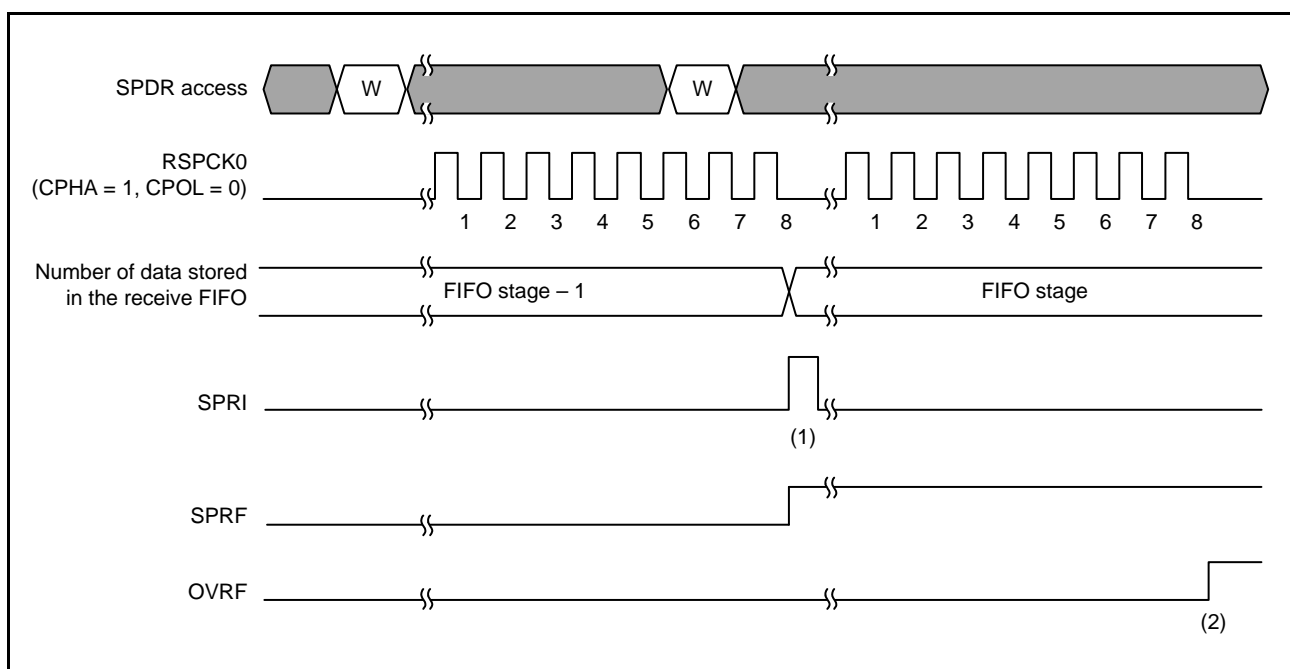 SPDR access
W
W
RSPCK0
(CPHA = 1, CPOL = 0)
1 2 3 4 5 6 7 8
1 2 3 4 5 6 7 8
Number of data stored
in the receive FIFO
FIFO stage – 1
FIFO stage
SPRI
(1)
SPRF
OVRF
(2)